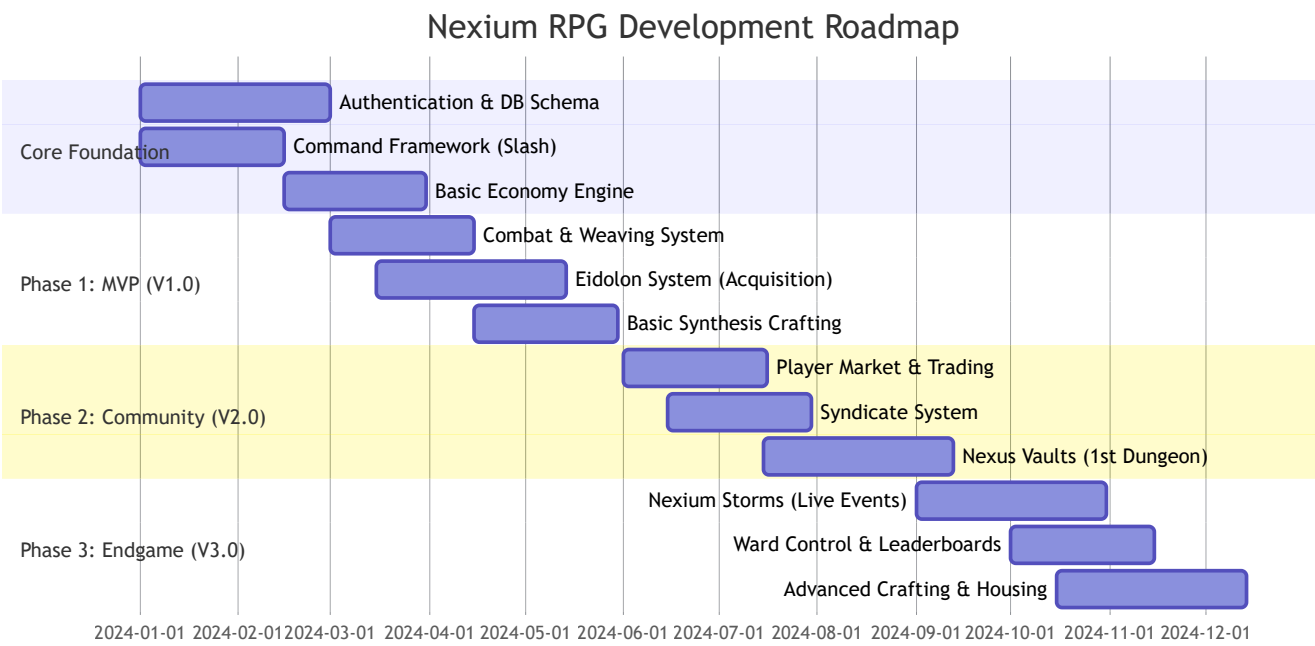 Nexium RPG Development Roadmap
Core Foundation
Authentication & DB Schema
Command Framework (Slash)
Basic Economy Engine
Phase 1: MVP (V1.0)
Combat & Weaving System
Eidolon System (Acquisition)
Basic Synthesis Crafting
Phase 2: Community (V2.0)
Player Market & Trading
Syndicate System
Nexus Vaults (1st Dungeon)
Phase 3: Endgame (V3.0)
Nexium Storms (Live Events)
Ward Control & Leaderboards
Advanced Crafting & Housing
2024-01-01 2024-02-01 2024-03-01 2024-04-01 2024-05-01 2024-06-01 2024-07-01 2024-08-01 2024-09-01 2024-10-01 2024-11-01 2024-12-01